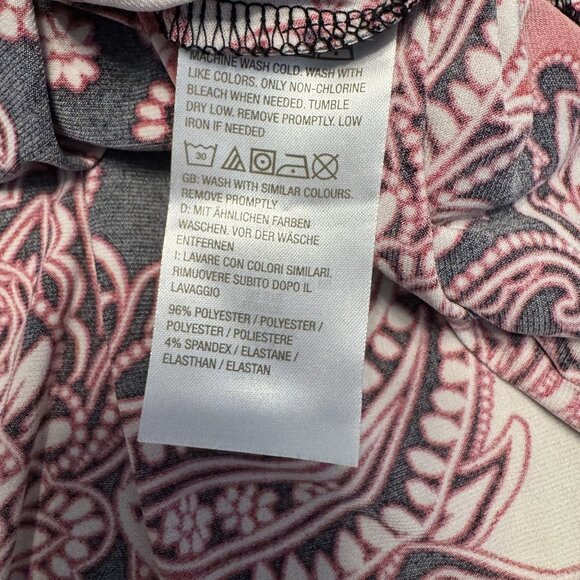 MACHINE WASH COLD. WASH WITH
LIKE COLORS. ONLY NON-CHLORINE
BLEACH WHEN NEEDED. TUMBLE
DRY LOW. REMOVE PROMPTLY. LOW
IRON IF NEEDED
30
GB: WASH WITH SIMILAR COLOURS.
REMOVE PROMPTLY
D: MIT ÄHNLICHEN FARBEN
WASCHEN. VOR DER WÄSCHE
ENTFERNEN
I: LAVARE CON COLORI SIMILARI.
RIMUOVERE SUBITO DOPO IL
LAVAGGIO
96% POLYESTER / POLYESTER /
POLYESTER / POLIESTERE
4% SPANDEX / ELASTANE /
ELASTHAN / ELASTAN